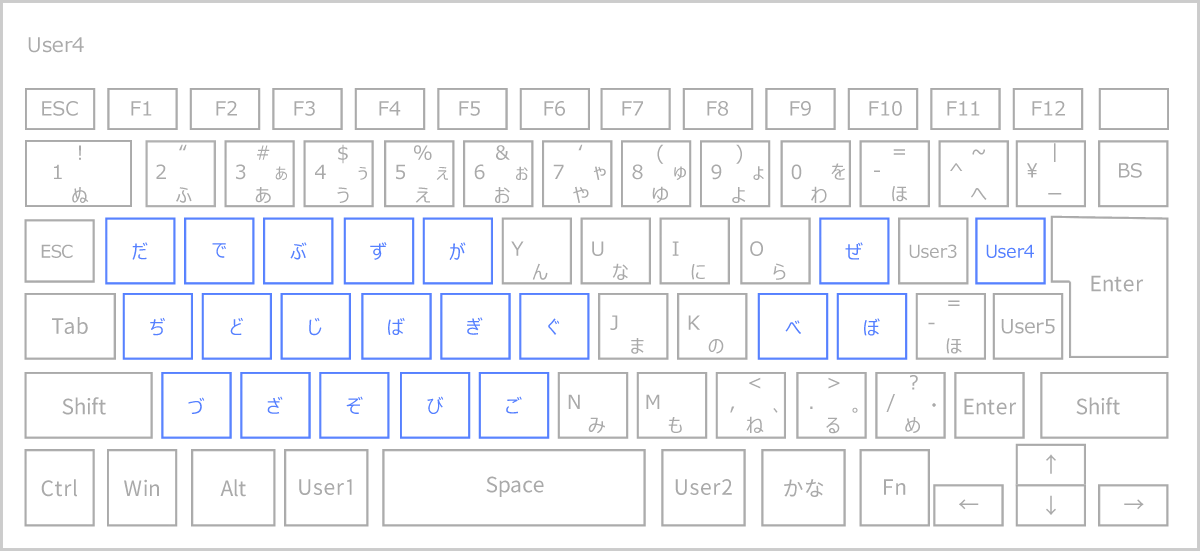 User4
ESC F1 F2 F3 F4 F5 F6 F7 F8 F9 F10 F11 F12
1 ! ぬ 2 “ ふ 3 # ぁ あ 4 $ ぅ う 5 % ぇ え 6 & ぉ お 7 ‘ ゃ や 8 ( ゅ ゆ 9 ) ょ よ 0 を わ - = ほ ^ ~ へ ¥ | ー BS
ESC だ で ぶ ず が Y ん U な I に O ら ぜ User3 User4 Enter
Tab ぢ ど じ ば ぎ ぐ J ま K の べ ぼ - = ほ User5
Shift づ ざ ぞ び ご N み M も , < 、 ね . > 。 る / ? ・ め Enter Shift
Ctrl Win Alt User1 Space User2 かな Fn ← ↑ ↓ →